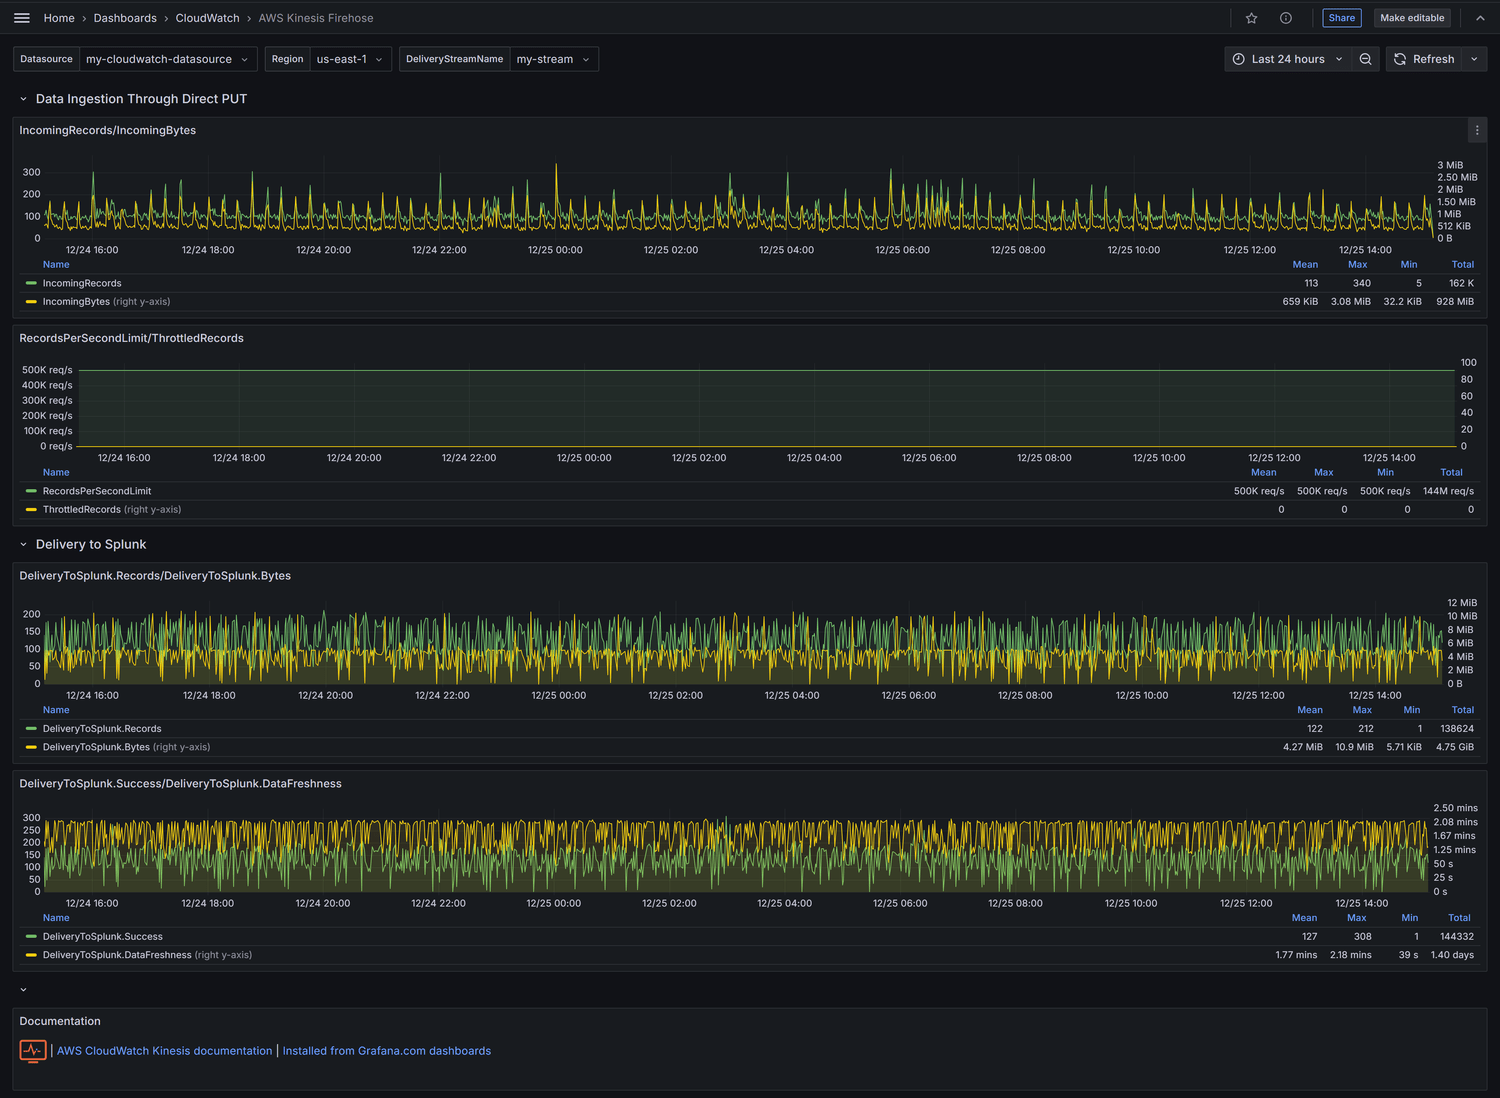 Home › Dashboards › CloudWatch › AWS Kinesis Firehose
Share Make editable
Datasource my-cloudwatch-datasource Region us-east-1 DeliveryStreamName my-stream Last 24 hours Refresh
Data Ingestion Through Direct PUT
IncomingRecords/IncomingBytes
300
200
100
0
3 MiB
2.50 MiB
2 MiB
1.50 MiB
1 MiB
512 KiB
0 B
12/24 16:00 12/24 18:00 12/24 20:00 12/24 22:00 12/25 00:00 12/25 02:00 12/25 04:00 12/25 06:00 12/25 08:00 12/25 10:00 12/25 12:00 12/25 14:00
Name Mean Max Min Total
IncomingRecords 113 340 5 162 K
IncomingBytes (right y-axis) 659 KiB 3.08 MiB 32.2 KiB 928 MiB
RecordsPerSecondLimit/ThrottledRecords
500K req/s
400K req/s
300K req/s
200K req/s
100K req/s
0 req/s
100
80
60
40
20
0
12/24 16:00 12/24 18:00 12/24 20:00 12/24 22:00 12/25 00:00 12/25 02:00 12/25 04:00 12/25 06:00 12/25 08:00 12/25 10:00 12/25 12:00 12/25 14:00
Name Mean Max Min Total
RecordsPerSecondLimit 500K req/s 500K req/s 500K req/s 144M req/s
ThrottledRecords (right y-axis) 0 0 0 0
Delivery to Splunk
DeliveryToSplunk.Records/DeliveryToSplunk.Bytes
200
150
100
50
0
12 MiB
10 MiB
8 MiB
6 MiB
4 MiB
2 MiB
0 B
12/24 16:00 12/24 18:00 12/24 20:00 12/24 22:00 12/25 00:00 12/25 02:00 12/25 04:00 12/25 06:00 12/25 08:00 12/25 10:00 12/25 12:00 12/25 14:00
Name Mean Max Min Total
DeliveryToSplunk.Records 122 212 1 138624
DeliveryToSplunk.Bytes (right y-axis) 4.27 MiB 10.9 MiB 5.71 KiB 4.75 GiB
DeliveryToSplunk.Success/DeliveryToSplunk.DataFreshness
300
250
200
150
100
50
0
2.50 mins
2.08 mins
1.67 mins
1.25 mins
50 s
25 s
0 s
12/24 16:00 12/24 18:00 12/24 20:00 12/24 22:00 12/25 00:00 12/25 02:00 12/25 04:00 12/25 06:00 12/25 08:00 12/25 10:00 12/25 12:00 12/25 14:00
Name Mean Max Min Total
DeliveryToSplunk.Success 127 308 1 144332
DeliveryToSplunk.DataFreshness (right y-axis) 1.77 mins 2.18 mins 39 s 1.40 days
Documentation
| AWS CloudWatch Kinesis documentation | Installed from Grafana.com dashboards